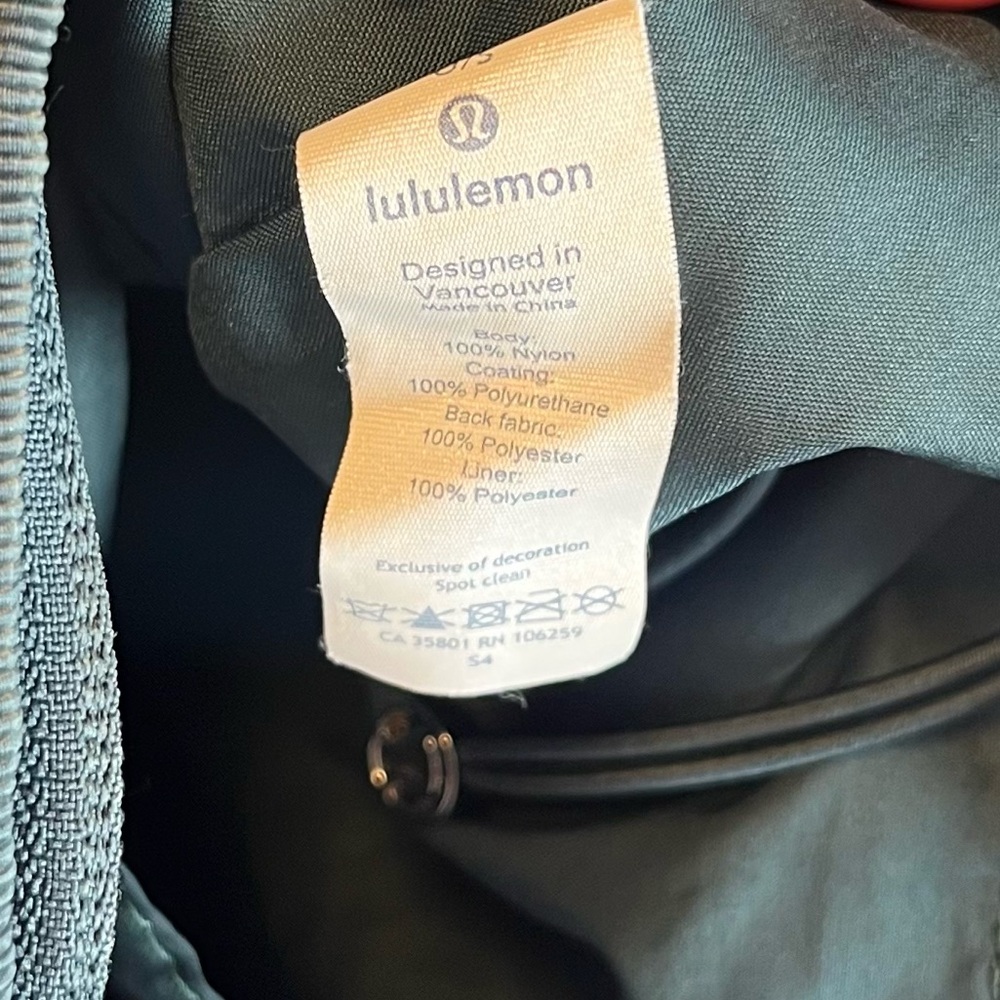 O/S
lululemon
Designed in
Vancouver
Made in China
Body:
100% Nylon
Coating:
100% Polyurethane
Back fabric:
100% Polyester
Liner:
100% Polyester
Exclusive of decoration
Spot clean
CA 35801 RN 106259
S4